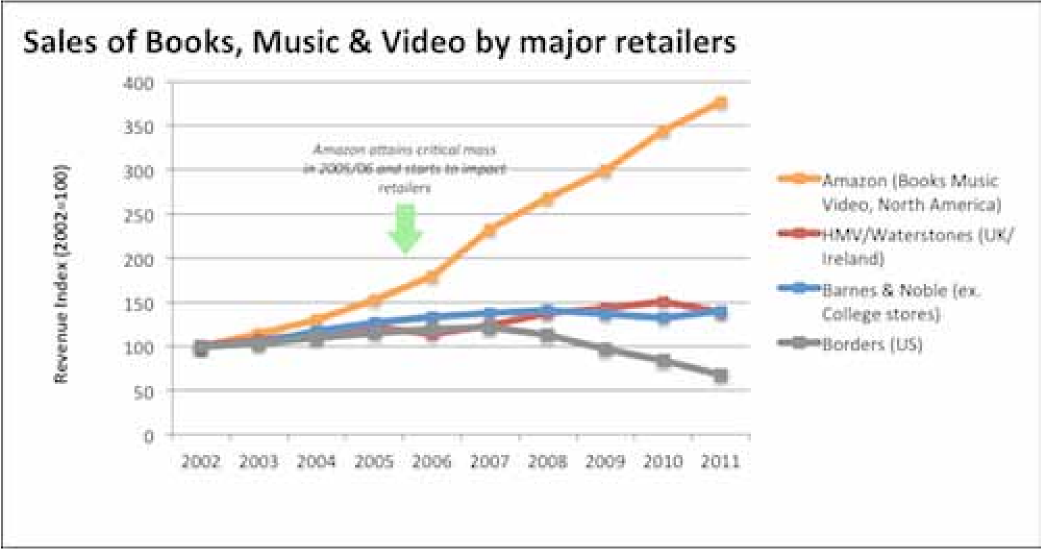 Sales of Books, Music & Video by major retailers
400
350
300
250
200
150
100
50
0
Revenue Index (2002=100)
Amazon attains critical mass
in 2005/06 and starts to impact
retailers
2002 2003 2004 2005 2006 2007 2008 2009 2010 2011
Amazon (Books Music
Video, North America)
HMV/Waterstones (UK/
Ireland)
Barnes & Noble (ex.
College stores)
Borders (US)